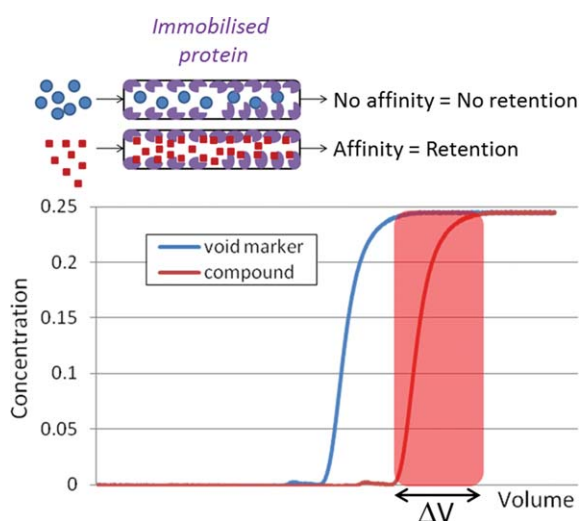 Immobilised
protein
No affinity = No retention
Affinity = Retention
0.25
0.2
0.15
0.1
0.05
0
Concentration
void marker
compound
ΔV
Volume